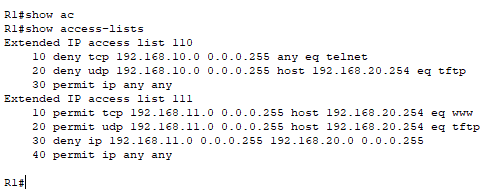 R1#show ac
R1#show access-lists
Extended IP access list 110
10 deny tcp 192.168.10.0 0.0.0.255 any eq telnet
20 deny udp 192.168.10.0 0.0.0.255 host 192.168.20.254 eq tftp
30 permit ip any any
Extended IP access list 111
10 permit tcp 192.168.11.0 0.0.0.255 host 192.168.20.254 eq www
20 permit udp 192.168.11.0 0.0.0.255 host 192.168.20.254 eq tftp
30 deny ip 192.168.11.0 0.0.0.255 192.168.20.0 0.0.0.255
40 permit ip any any
R1#